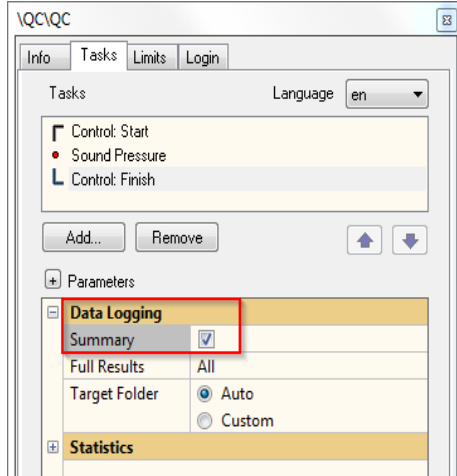 \QC\QC
Info Tasks Limits Login
Tasks Language en
Control: Start
Sound Pressure
Control: Finish
Add... Remove
Parameters
Data Logging
Summary
Full Results All
Target Folder Auto
Custom
Statistics